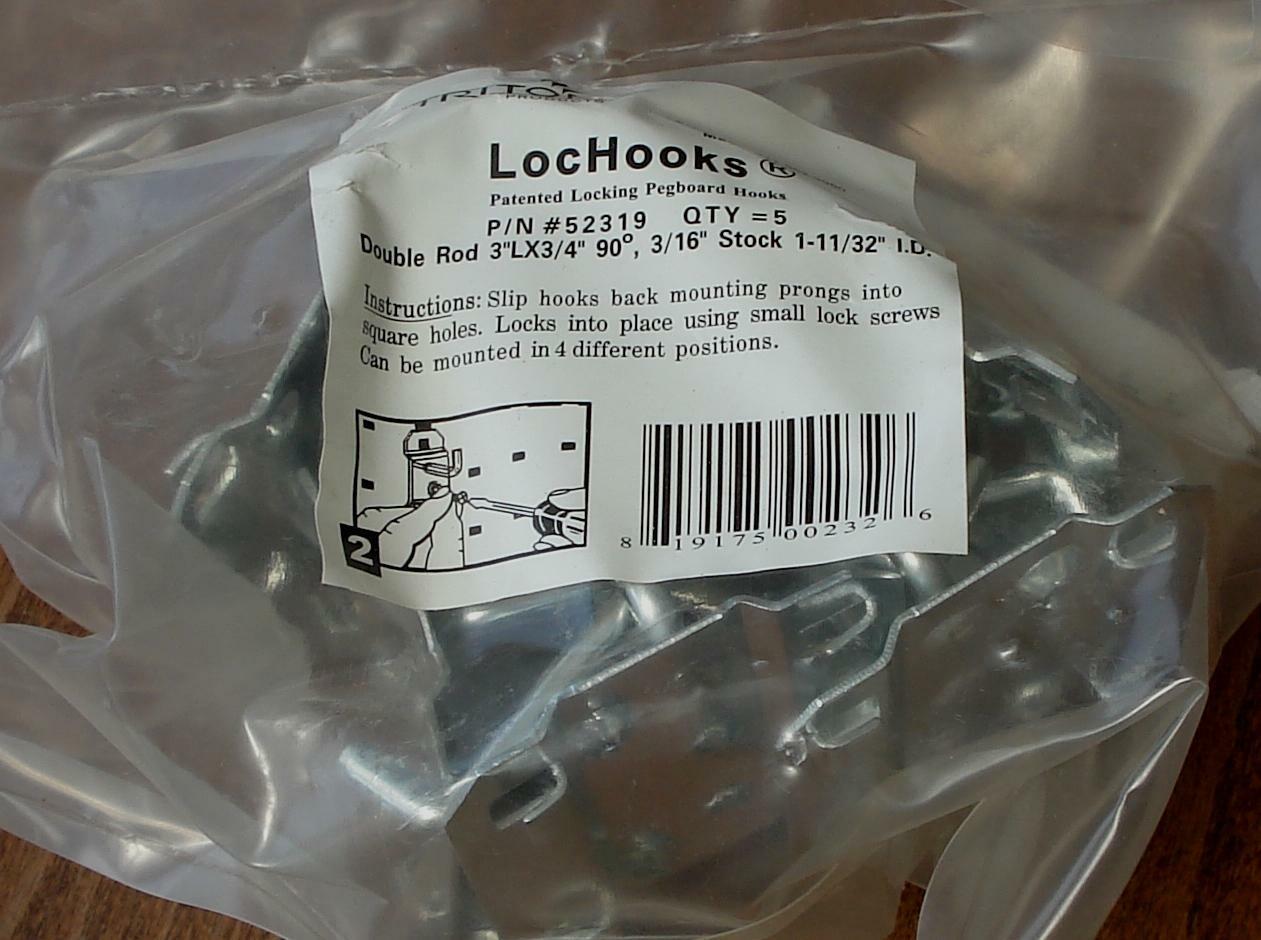 TRITON
PRODUCTS
LocHooks®
Patented Locking Pegboard Hooks
P/N #52319 QTY = 5
Double Rod 3"LX3/4" 90°, 3/16" Stock 1-11/32" I.D.
Instructions: Slip hooks back mounting prongs into
square holes. Locks into place using small lock screws
Can be mounted in 4 different positions.
2
8 19175 00232 6